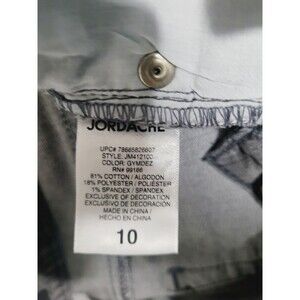 JORDACHE
UPC# 78665826607
STYLE: JM412100
COLOR: GYMDEZ
RN# 99166
81% COTTON / ALGODON
18% POLYESTER / POLIESTER
1% SPANDEX / SPANDEX
EXCLUSIVE OF DECORATION
EXCLUSIVO DE DECORACION
MADE IN CHINA /
HECHO EN CHINA
10